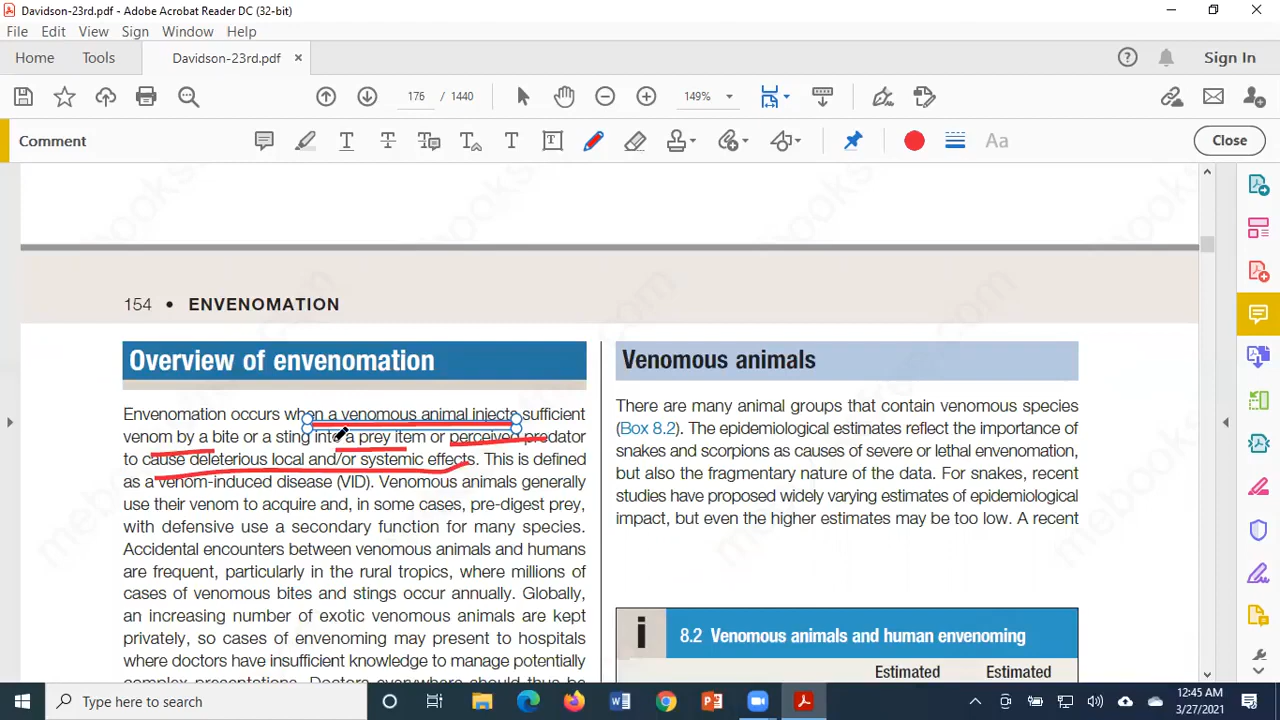 Davidson-23rd.pdf - Adobe Acrobat Reader DC (32-bit)
File Edit View Sign Window Help
Home Tools Davidson-23rd.pdf × Sign In
176 / 1440 149%
Comment Aa Close
154 • ENVENOMATION
Overview of envenomation
Envenomation occurs when a venomous animal injects sufficient
venom by a bite or a sting into a prey item or perceived predator
to cause deleterious local and/or systemic effects. This is defined
as a venom-induced disease (VID). Venomous animals generally
use their venom to acquire and, in some cases, pre-digest prey,
with defensive use a secondary function for many species.
Accidental encounters between venomous animals and humans
are frequent, particularly in the rural tropics, where millions of
cases of venomous bites and stings occur annually. Globally,
an increasing number of exotic venomous animals are kept
privately, so cases of envenoming may present to hospitals
where doctors have insufficient knowledge to manage potentially
complex presentations. Doctors everywhere should thus be
Venomous animals
There are many animal groups that contain venomous species
(Box 8.2). The epidemiological estimates reflect the importance of
snakes and scorpions as causes of severe or lethal envenomation,
but also the fragmentary nature of the data. For snakes, recent
studies have proposed widely varying estimates of epidemiological
impact, but even the higher estimates may be too low. A recent
i 8.2 Venomous animals and human envenoming
Estimated Estimated
Type here to search
12:45 AM
3/27/2021